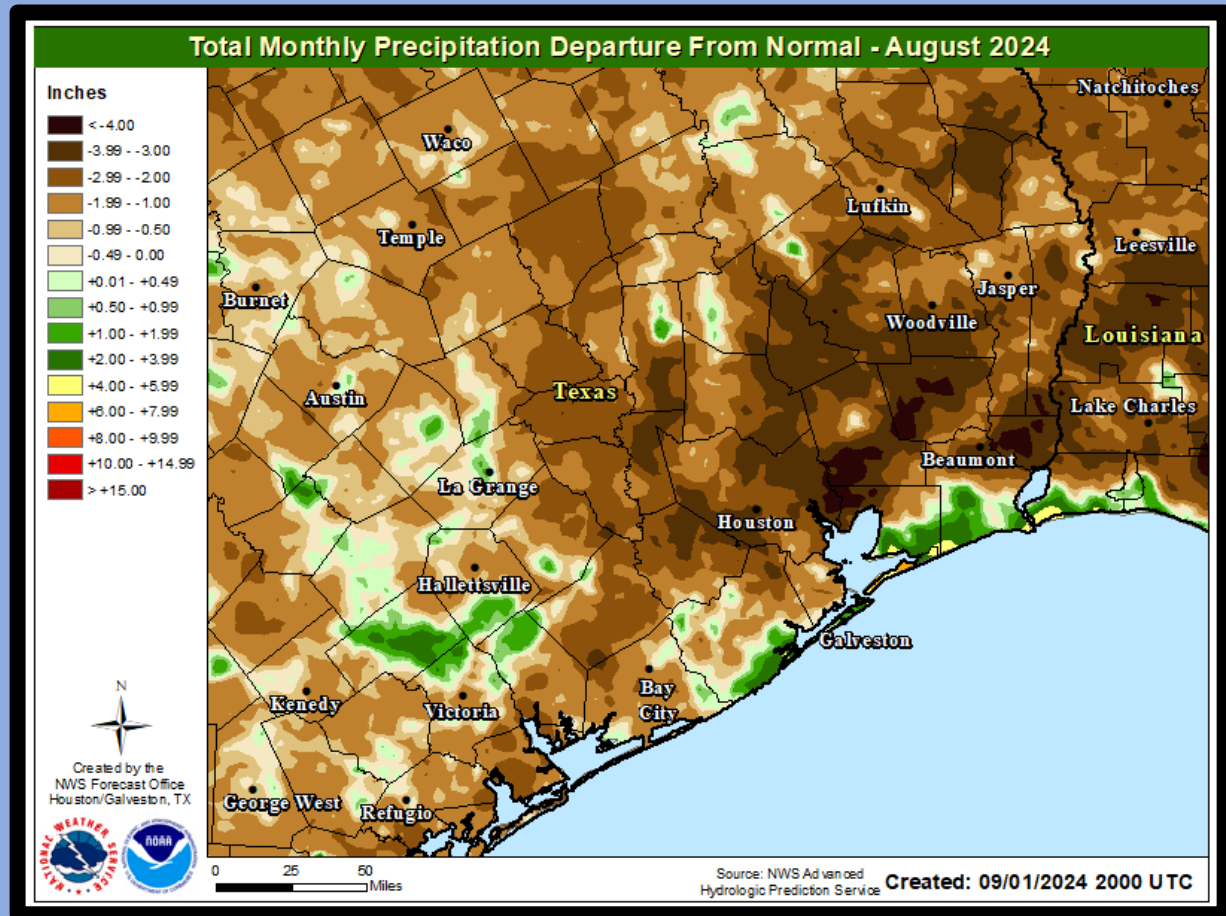 Total Monthly Precipitation Departure From Normal - August 2024
Inches
< -4.00
-3.99 - -3.00
-2.99 - -2.00
-1.99 - -1.00
-0.99 - -0.50
-0.49 - 0.00
+0.01 - +0.49
+0.50 - +0.99
+1.00 - +1.99
+2.00 - +3.99
+4.00 - +5.99
+6.00 - +7.99
+8.00 - +9.99
+10.00 - +14.99
> +15.00
Natchitoches
Waco
Lufkin
Temple
Leesville
Burnet
Jasper
Woodville
Louisiana
Texas
Austin
Lake Charles
Beaumont
La Grange
Houston
Hallettsville
Galveston
Bay
City
Kenedy
Victoria
George West
Refugio
N
Created by the
NWS Forecast Office
Houston/Galveston, TX
NATIONAL WEATHER SERVICE
NOAA
0 25 50
Miles
Source: NWS Advanced
Hydrologic Prediction Service
Created: 09/01/2024 2000 UTC